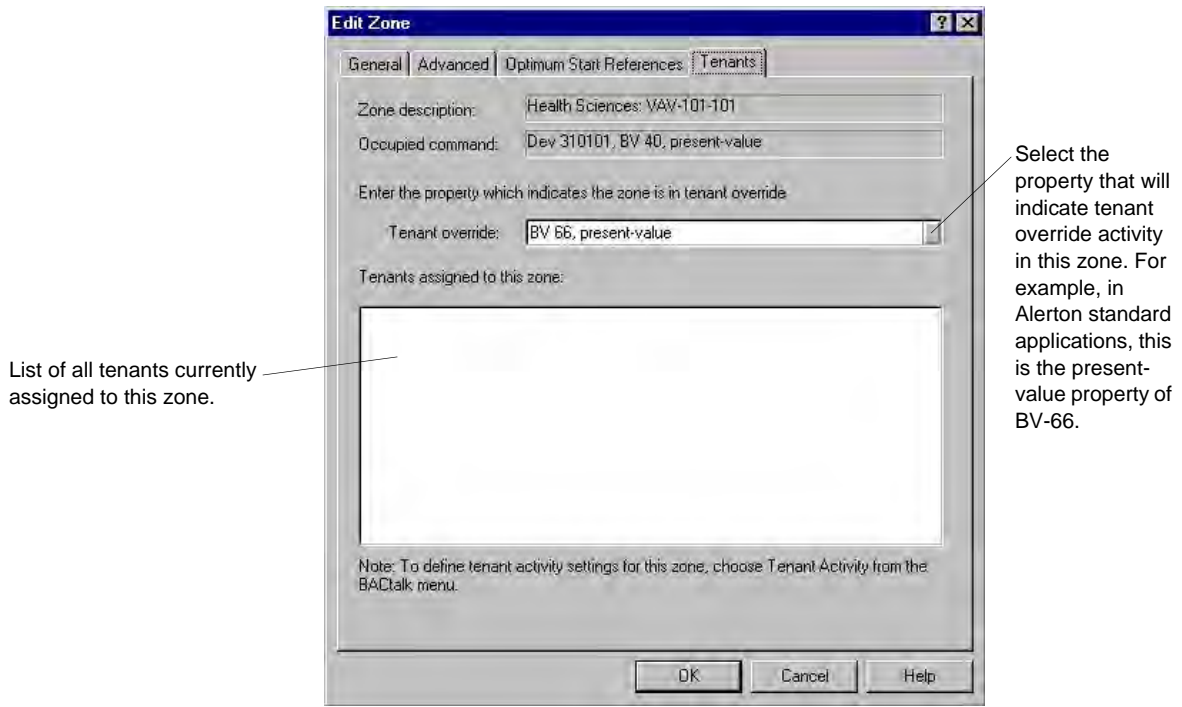 Edit Zone
General Advanced Optimum Start References Tenants
Zone description: Health Sciences: VAV-101-101
Occupied command: Dev 310101, BV 40, present-value
Enter the property which indicates the zone is in tenant override
Tenant override: BV 66, present-value
Tenants assigned to this zone:
Note: To define tenant activity settings for this zone, choose Tenant Activity from the
BACtalk menu.
OK Cancel Help
List of all tenants currently
assigned to this zone.
Select the
property that will
indicate tenant
override activity
in this zone. For
example, in
Alerton standard
applications, this
is the present-
value property of
BV-66.